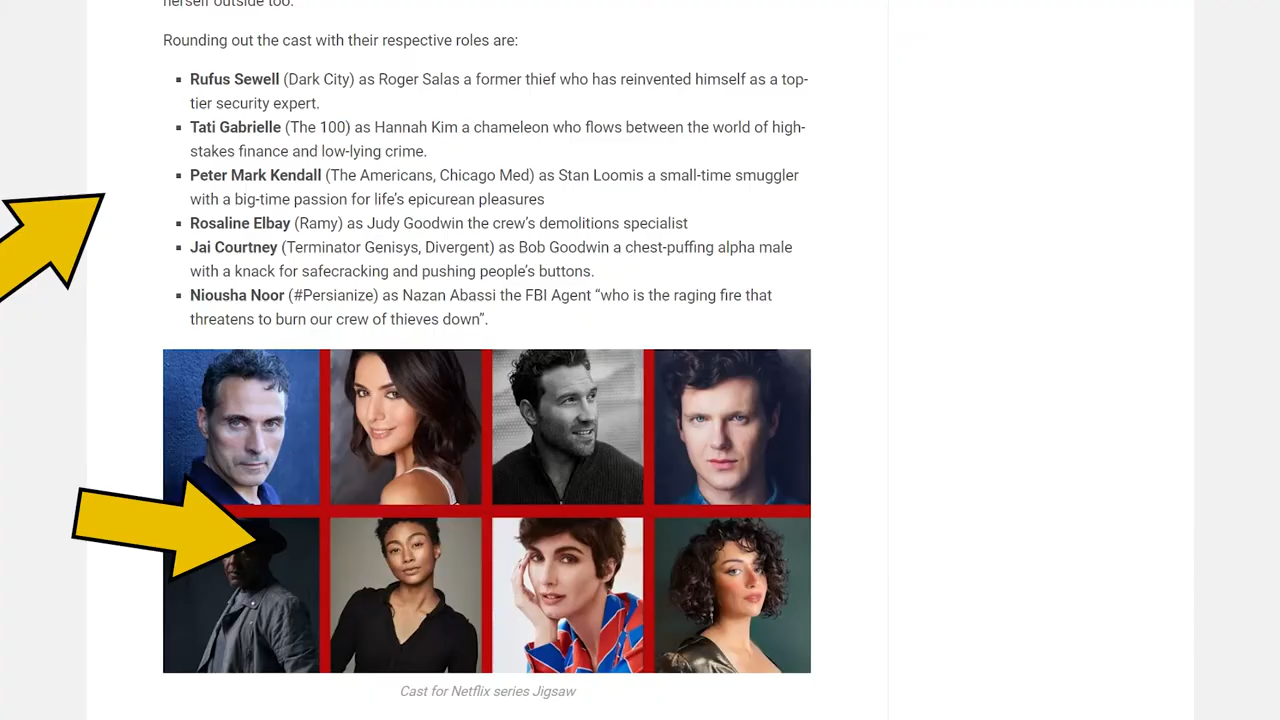 herself outside too.
Rounding out the cast with their respective roles are:
▪ Rufus Sewell (Dark City) as Roger Salas a former thief who has reinvented himself as a top-
tier security expert.
▪ Tati Gabrielle (The 100) as Hannah Kim a chameleon who flows between the world of high-
stakes finance and low-lying crime.
▪ Peter Mark Kendall (The Americans, Chicago Med) as Stan Loomis a small-time smuggler
with a big-time passion for life’s epicurean pleasures
▪ Rosaline Elbay (Ramy) as Judy Goodwin the crew’s demolitions specialist
▪ Jai Courtney (Terminator Genisys, Divergent) as Bob Goodwin a chest-puffing alpha male
with a knack for safecracking and pushing people’s buttons.
▪ Niousha Noor (#Persianize) as Nazan Abassi the FBI Agent “who is the raging fire that
threatens to burn our crew of thieves down”.
Cast for Netflix series Jigsaw